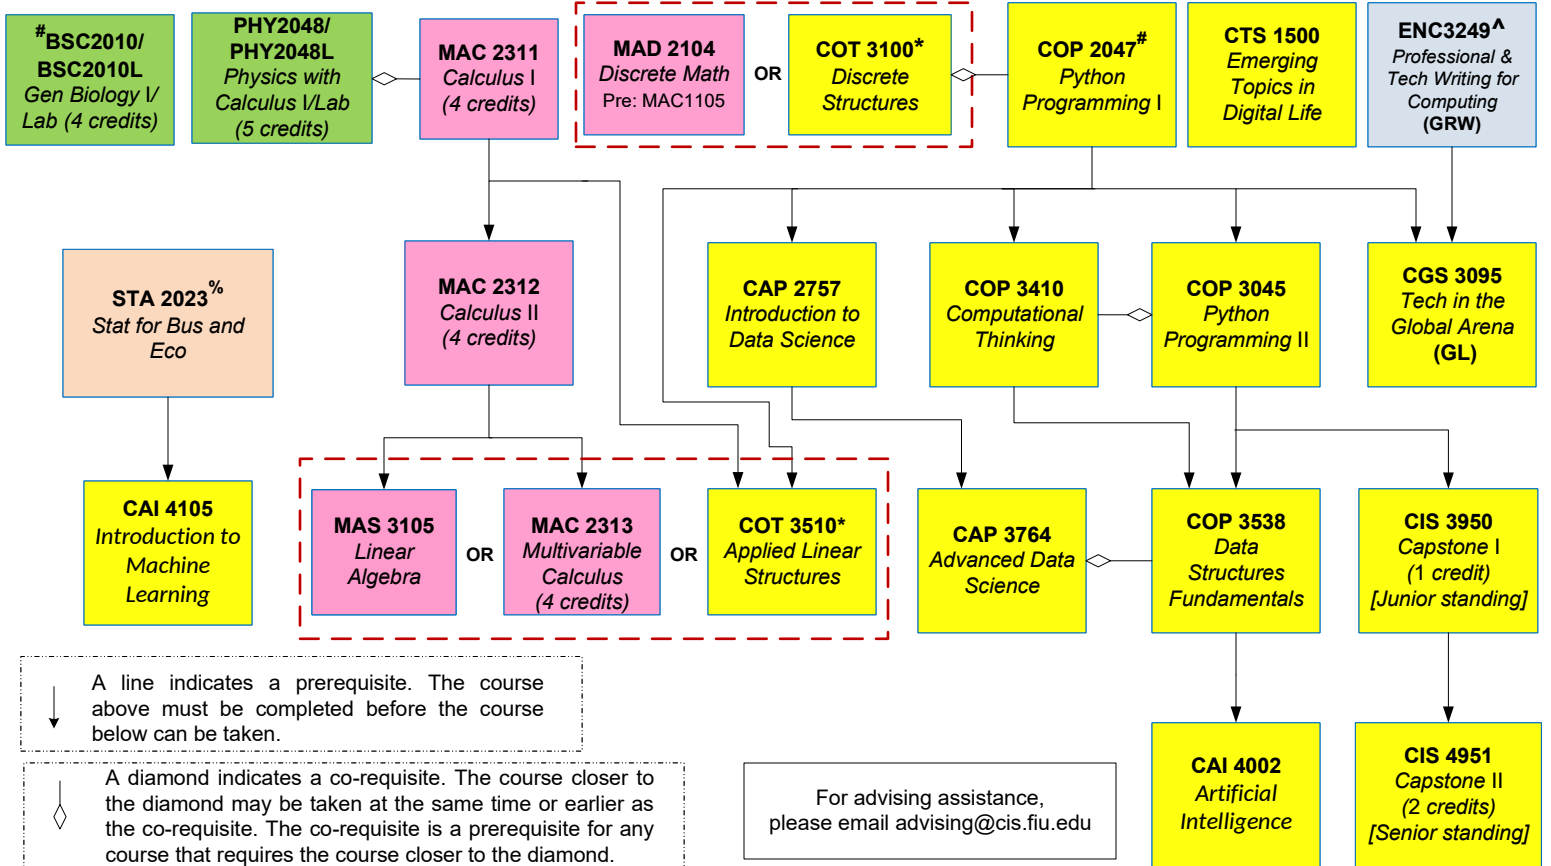 #BSC2010/
BSC2010L
Gen Biology I/
Lab (4 credits)
PHY2048/
PHY2048L
Physics with
Calculus I/Lab
(5 credits)
MAC 2311
Calculus I
(4 credits)
MAD 2104
Discrete Math
Pre: MAC1105
OR
COT 3100*
Discrete
Structures
COP 2047#
Python
Programming I
CTS 1500
Emerging
Topics in
Digital Life
ENC3249^
Professional &
Tech Writing for
Computing
(GRW)
STA 2023%
Stat for Bus and
Eco
MAC 2312
Calculus II
(4 credits)
CAP 2757
Introduction to
Data Science
COP 3410
Computational
Thinking
COP 3045
Python
Programming II
CGS 3095
Tech in the
Global Arena
(GL)
CAI 4105
Introduction to
Machine
Learning
MAS 3105
Linear
Algebra
OR
MAC 2313
Multivariable
Calculus
(4 credits)
OR
COT 3510*
Applied Linear
Structures
CAP 3764
Advanced Data
Science
COP 3538
Data
Structures
Fundamentals
CIS 3950
Capstone I
(1 credit)
[Junior standing]
A line indicates a prerequisite. The course
above must be completed before the course
below can be taken.
A diamond indicates a co-requisite. The course closer to
the diamond may be taken at the same time or earlier as
the co-requisite. The co-requisite is a prerequisite for any
course that requires the course closer to the diamond.
For advising assistance,
please email advising@cis.fiu.edu
CAI 4002
Artificial
Intelligence
CIS 4951
Capstone II
(2 credits)
[Senior standing]